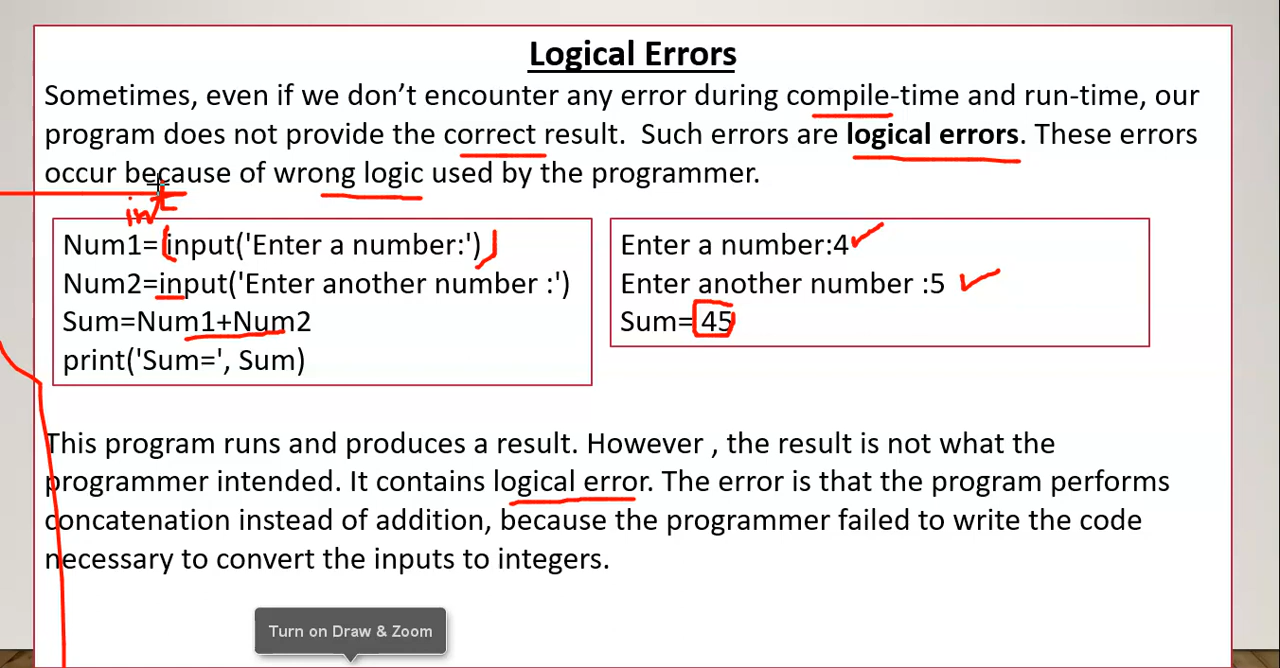 Logical Errors
Sometimes, even if we don’t encounter any error during compile-time and run-time, our
program does not provide the correct result.  Such errors are logical errors. These errors
occur because of wrong logic used by the programmer.
int
Num1= (input('Enter a number:') )
Num2=input('Enter another number :')
Sum=Num1+Num2
print('Sum=', Sum)
Enter a number:4
Enter another number :5
Sum= 45
This program runs and produces a result. However , the result is not what the
programmer intended. It contains logical error. The error is that the program performs
concatenation instead of addition, because the programmer failed to write the code
necessary to convert the inputs to integers.
Turn on Draw & Zoom